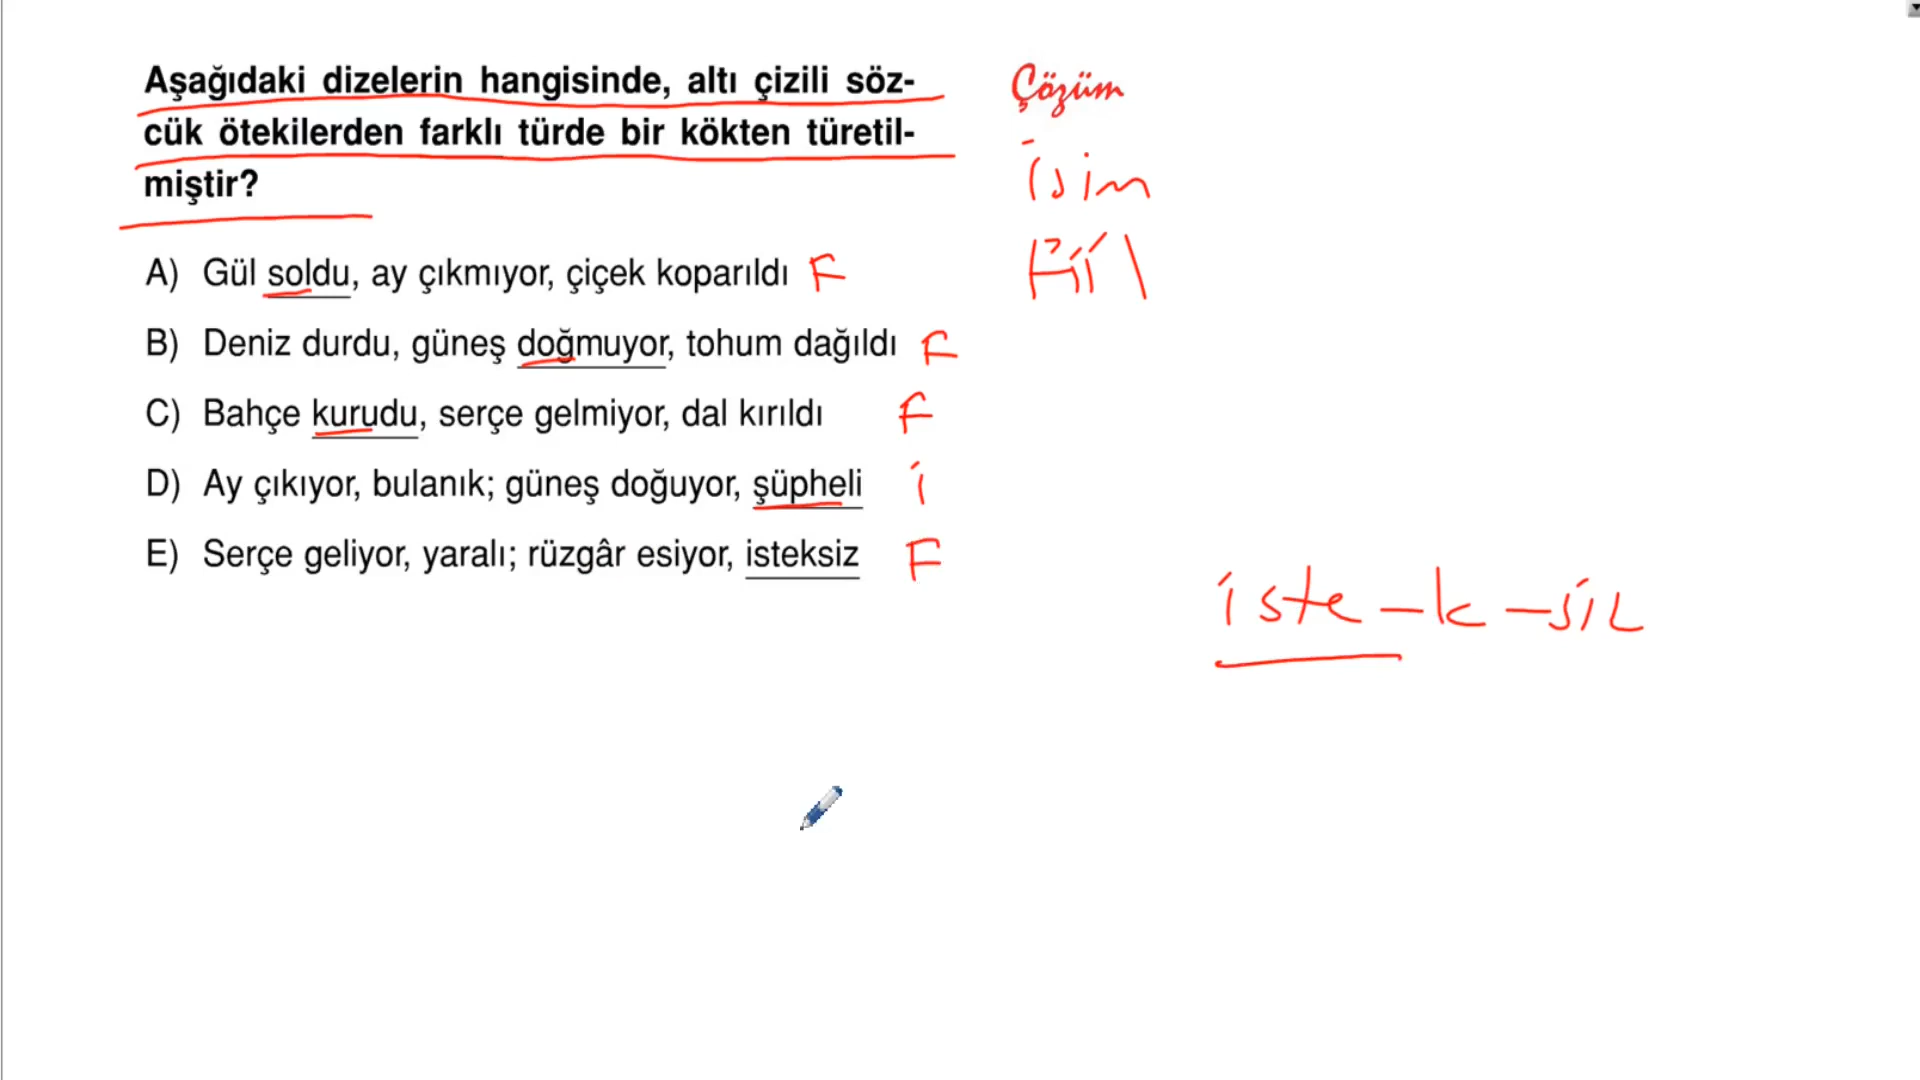 Aşağıdaki dizelerin hangisinde, altı çizili söz-
cük ötekilerden farklı türde bir kökten türetil-
miştir?
A) Gül soldu, ay çıkmıyor, çiçek koparıldı F
B) Deniz durdu, güneş doğmuyor, tohum dağıldı F
C) Bahçe kurudu, serçe gelmiyor, dal kırıldı F
D) Ay çıkıyor, bulanık; güneş doğuyor, şüpheli i
E) Serçe geliyor, yaralı; rüzgâr esiyor, isteksiz F
Çözüm
isim
Fiil
iste-k-siz